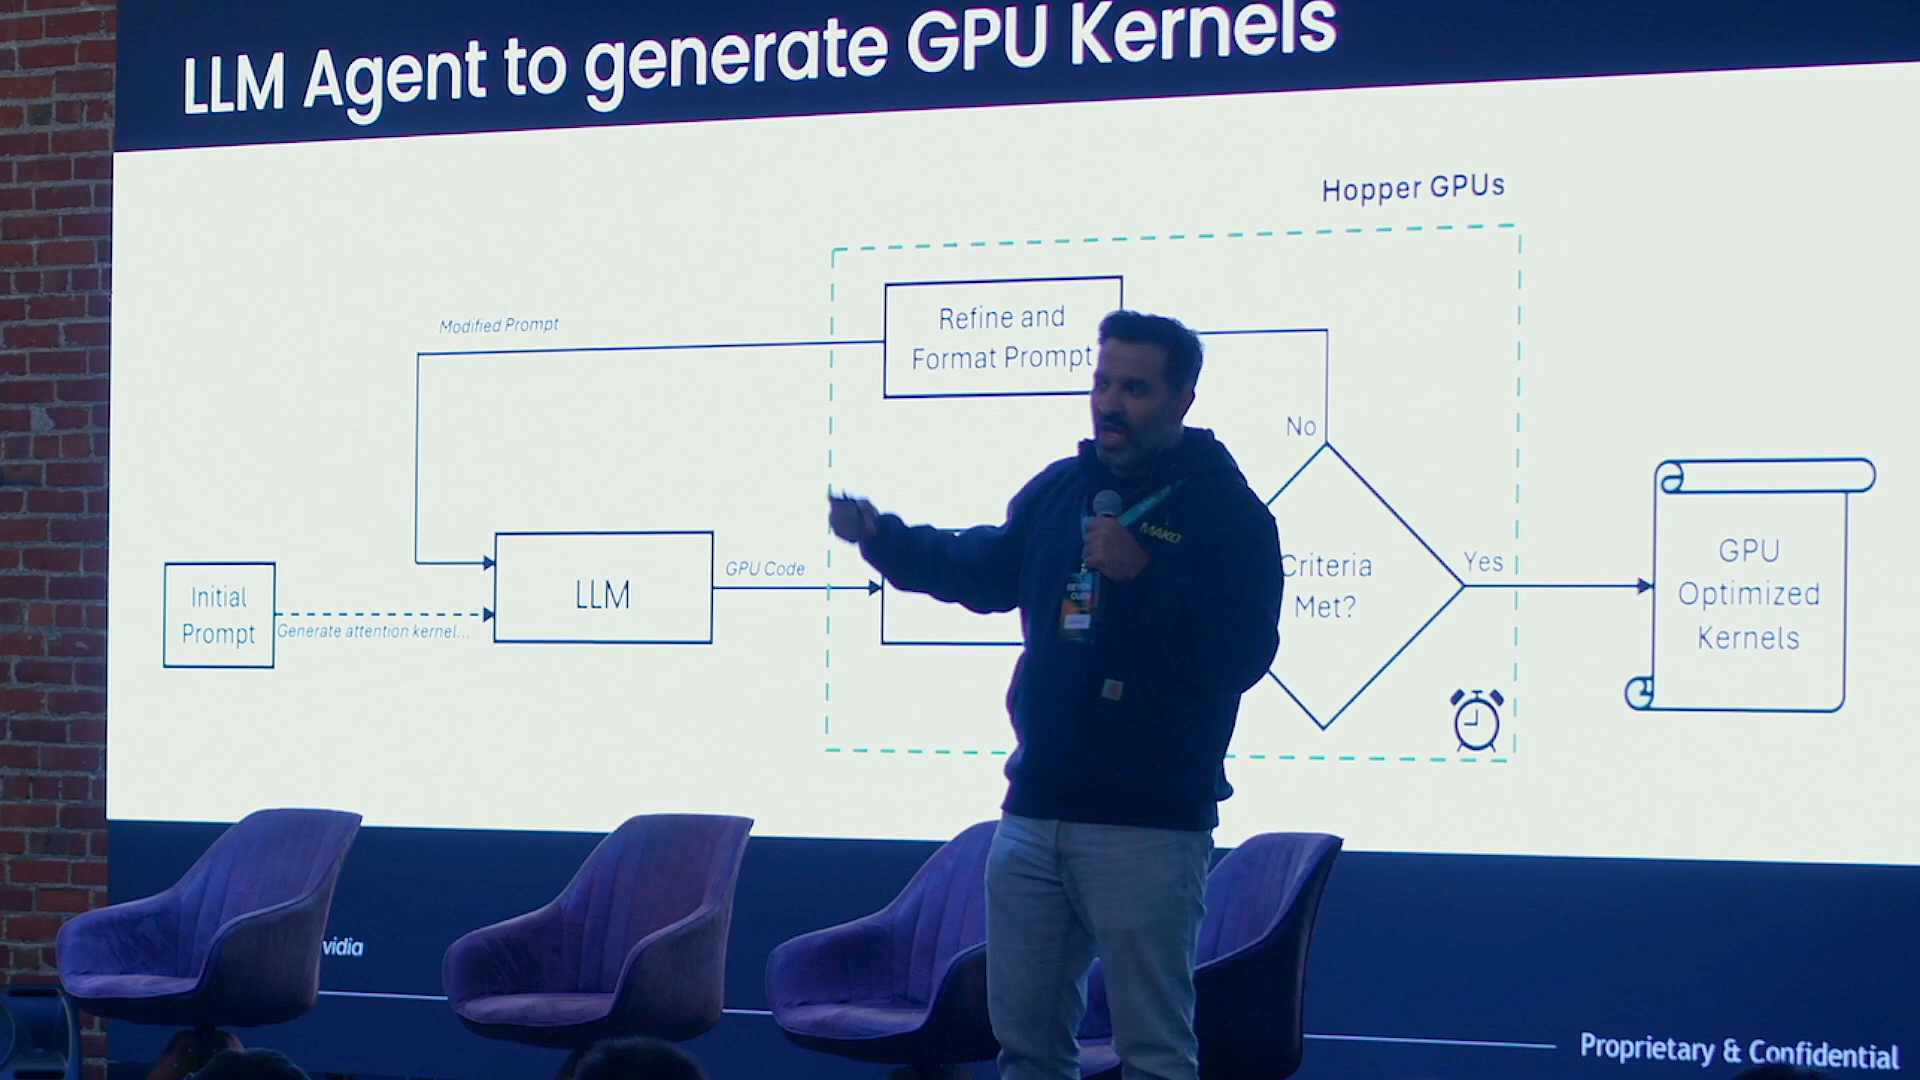 LLM Agent to generate GPU Kernels
Hopper GPUs
Modified Prompt
Refine and
Format Prompt
No
Initial
Prompt
Generate attention kernel...
LLM
GPU Code
Criteria
Met?
Yes
GPU
Optimized
Kernels
MAKO
vidia
Proprietary & Confidential